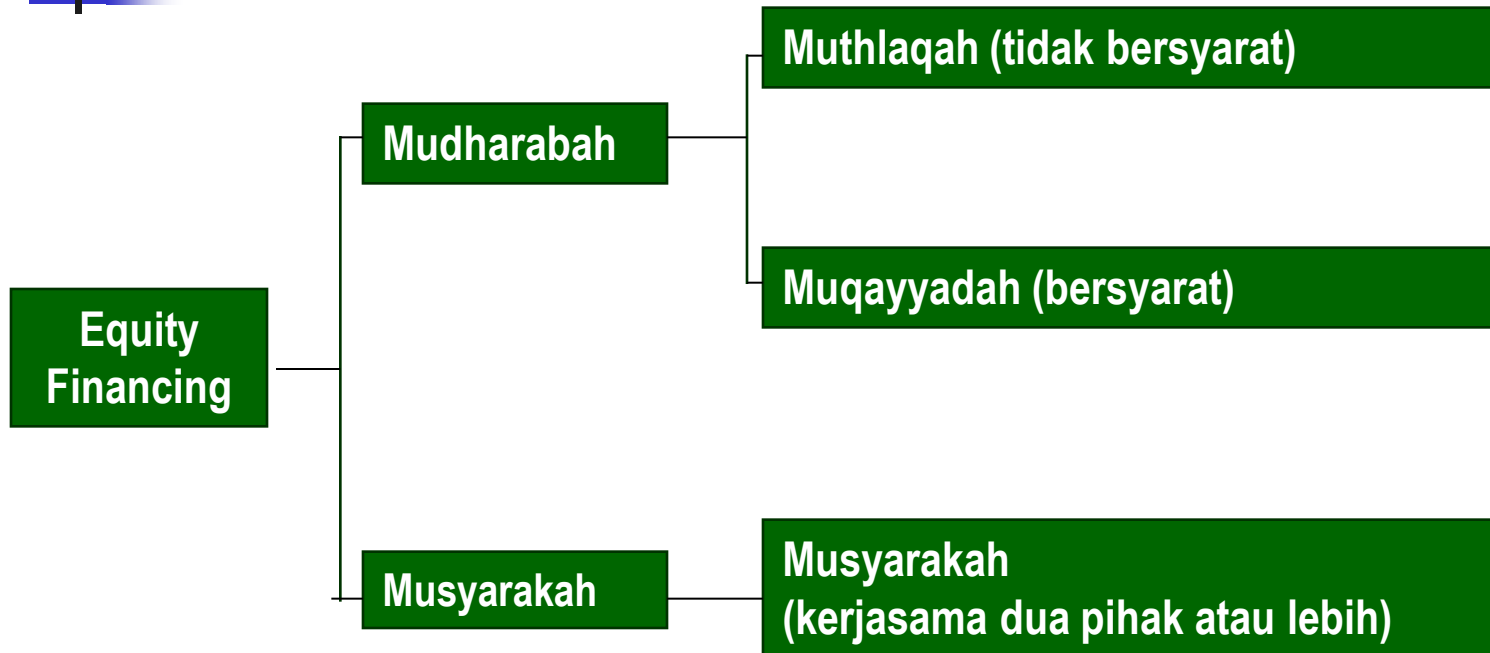 Equity
Financing
Mudharabah
Muthlaqah (tidak bersyarat)
Muqayyadah (bersyarat)
Musyarakah
Musyarakah
(kerjasama dua pihak atau lebih)